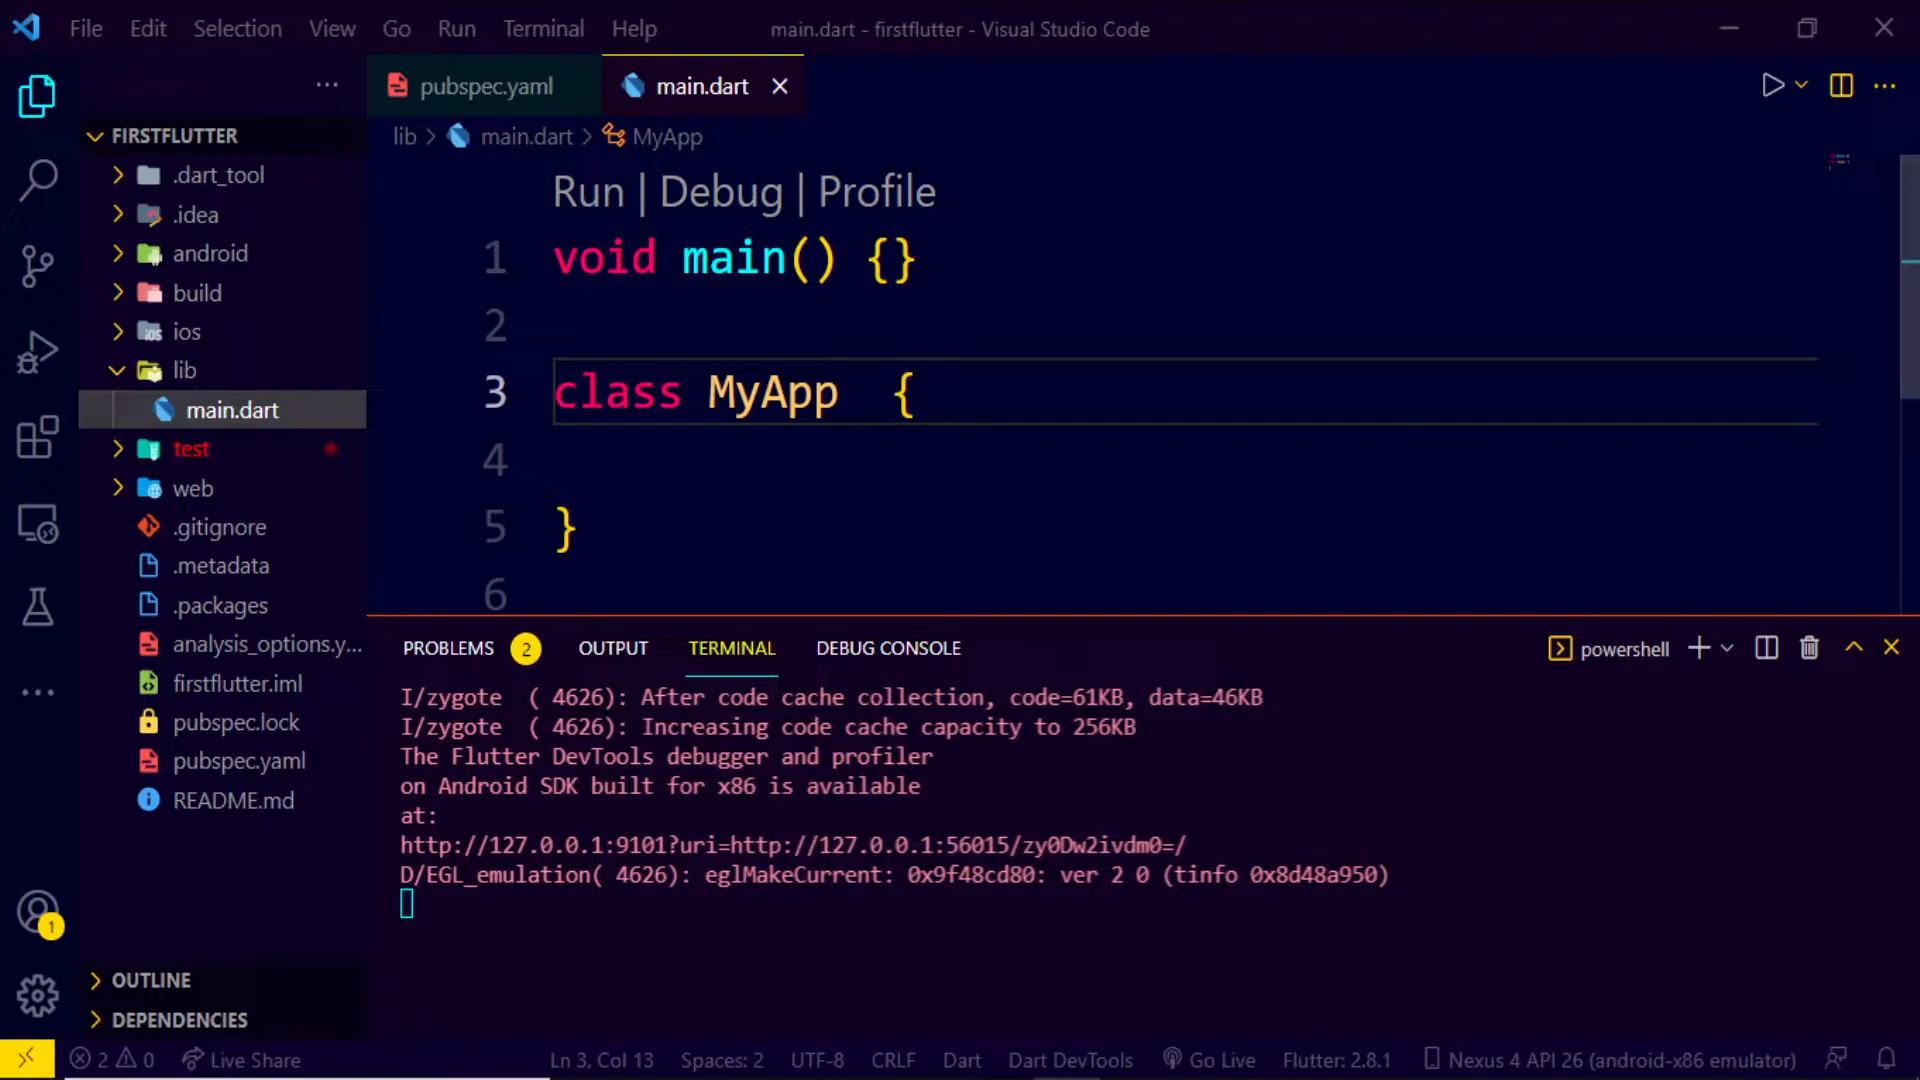 File Edit Selection View Go Run Terminal Help main.dart - firstflutter - Visual Studio Code
pubspec.yaml main.dart
FIRSTFLUTTER
lib > main.dart > MyApp
.dart_tool
.idea
android
build
ios
lib
main.dart
test
web
.gitignore
.metadata
.packages
analysis_options.y...
firstflutter.iml
pubspec.lock
pubspec.yaml
README.md
OUTLINE
DEPENDENCIES
Run | Debug | Profile
1 void main() {}
2
3 class MyApp  {
4
5 }
6
PROBLEMS 2 OUTPUT TERMINAL DEBUG CONSOLE powershell
I/zygote  ( 4626): After code cache collection, code=61KB, data=46KB
I/zygote  ( 4626): Increasing code cache capacity to 256KB
The Flutter DevTools debugger and profiler
on Android SDK built for x86 is available
at:
http://127.0.0.1:9101?uri=http://127.0.0.1:56015/zy0Dw2ivdm0=/
D/EGL_emulation( 4626): eglMakeCurrent: 0x9f48cd80: ver 2 0 (tinfo 0x8d48a950)
1
2 0 Live Share Ln 3, Col 13 Spaces: 2 UTF-8 CRLF Dart Dart DevTools Go Live Flutter: 2.8.1 Nexus 4 API 26 (android-x86 emulator)